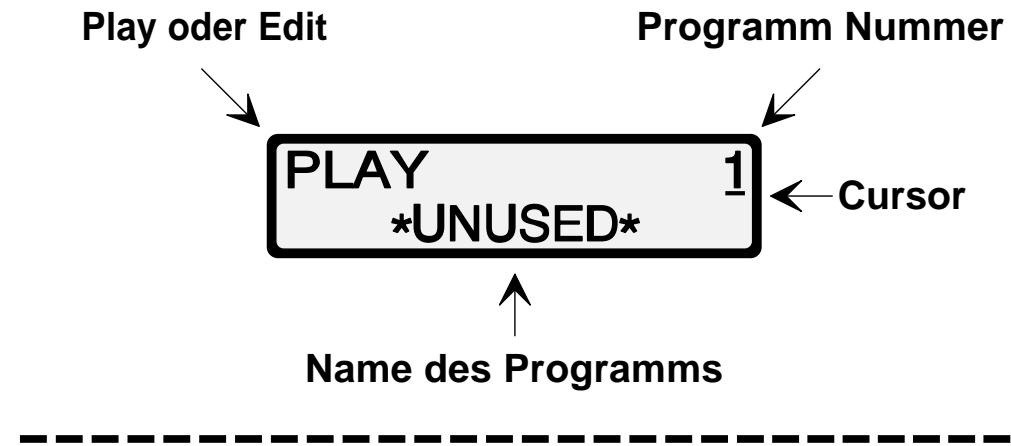 Play oder Edit Programm Nummer
PLAY 1
Cursor
*UNUSED*
Name des Programms